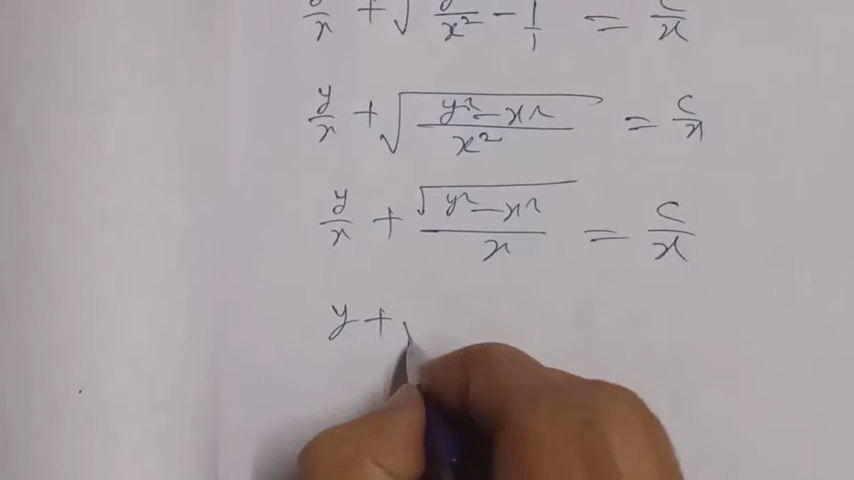 y/x + √(y²/x² - 1/1) = c/x
y/x + √((y² - x²)/x²) = c/x
y/x + √(y² - x²)/x = c/x
y +